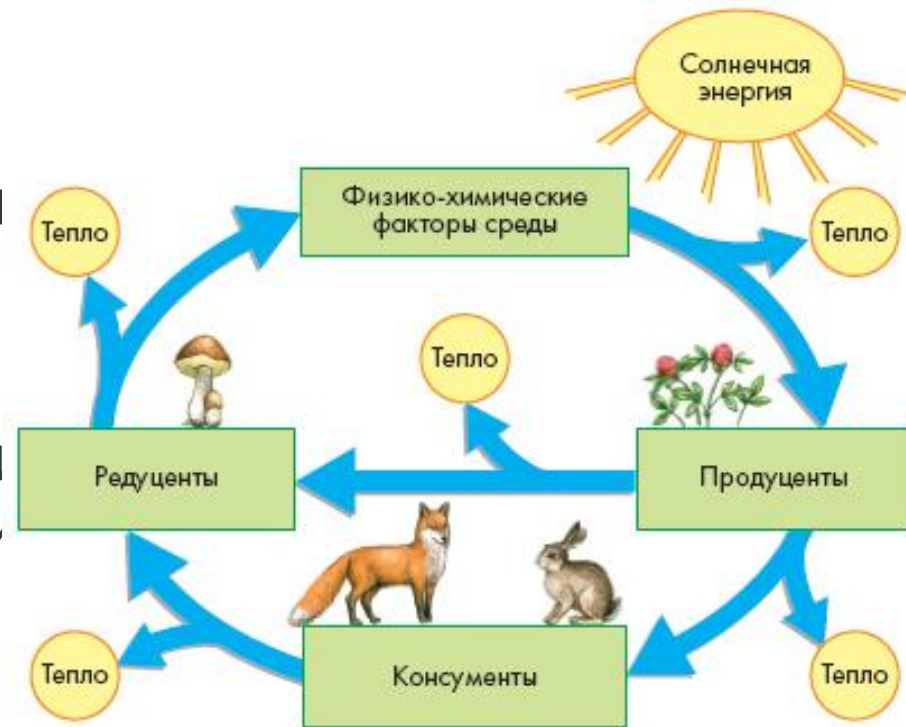 Солнечная
энергия
Физико-химические
факторы среды
Тепло
Тепло
Тепло
Редуценты
Продуценты
Консументы
Тепло
Тепло